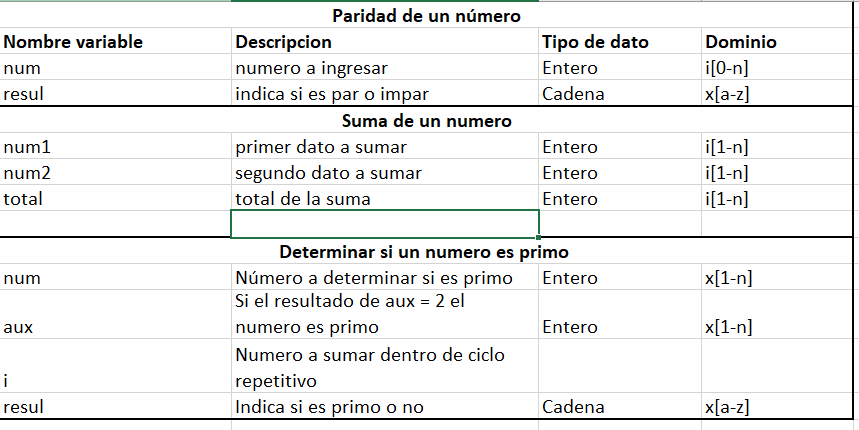 Paridad de un número
Nombre variable Descripcion Tipo de dato Dominio
num numero a ingresar Entero i[0-n]
resul indica si es par o impar Cadena x[a-z]
Suma de un numero
num1 primer dato a sumar Entero i[1-n]
num2 segundo dato a sumar Entero i[1-n]
total total de la suma Entero i[1-n]
Determinar si un numero es primo
num Número a determinar si es primo Entero x[1-n]
Si el resultado de aux = 2 el
aux numero es primo Entero x[1-n]
Numero a sumar dentro de ciclo
i repetitivo
resul Indica si es primo o no Cadena x[a-z]